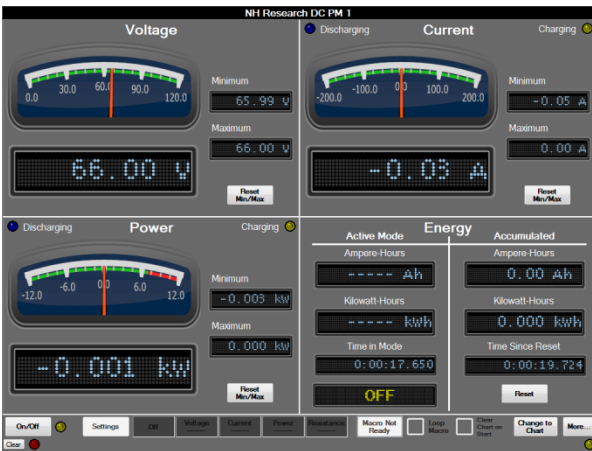 NH Research DC PM 1
Voltage
0.0 30.0 60.0 90.0 120.0
Minimum
65.99 V
Maximum
66.00 V
66.00 V
Reset Min/Max
Discharging Current Charging
-200.0 -100.0 0.0 100.0 200.0
Minimum
-0.05 A
Maximum
0.00 A
-0.03 A
Reset Min/Max
Discharging Power Charging
-12.0 -6.0 0.0 6.0 12.0
Minimum
-0.003 kW
Maximum
0.000 kW
-0.001 kW
Reset Min/Max
Energy
Active Mode Accumulated
Ampere-Hours Ampere-Hours
----- Ah 0.00 Ah
Kilowatt-Hours Kilowatt-Hours
----- kWh 0.000 kWh
Time in Mode Time Since Reset
0:00:17.650 0:00:19.724
OFF Reset
On/Off Settings Off Voltage Current Power Resistance Macro Not Ready Loop Macro Clear Chart on Start Change to Chart More...
Clear